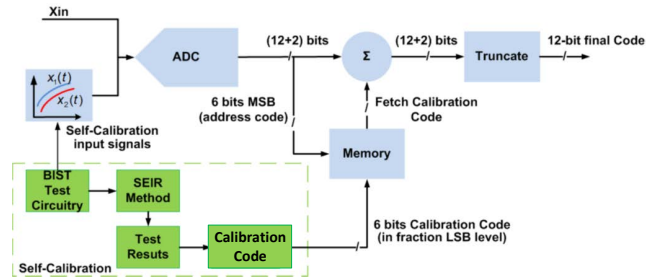 Xin
x₁(t)
x₂(t)
ADC
(12+2) bits
Σ
(12+2) bits
Truncate
12-bit final Code
6 bits MSB
(address code)
Fetch Calibration
Code
Self-Calibration
input signals
Memory
BIST
Test
Circuitry
SEIR
Method
Test
Resuts
Calibration
Code
6 bits Calibration Code
(in fraction LSB level)
Self-Calibration